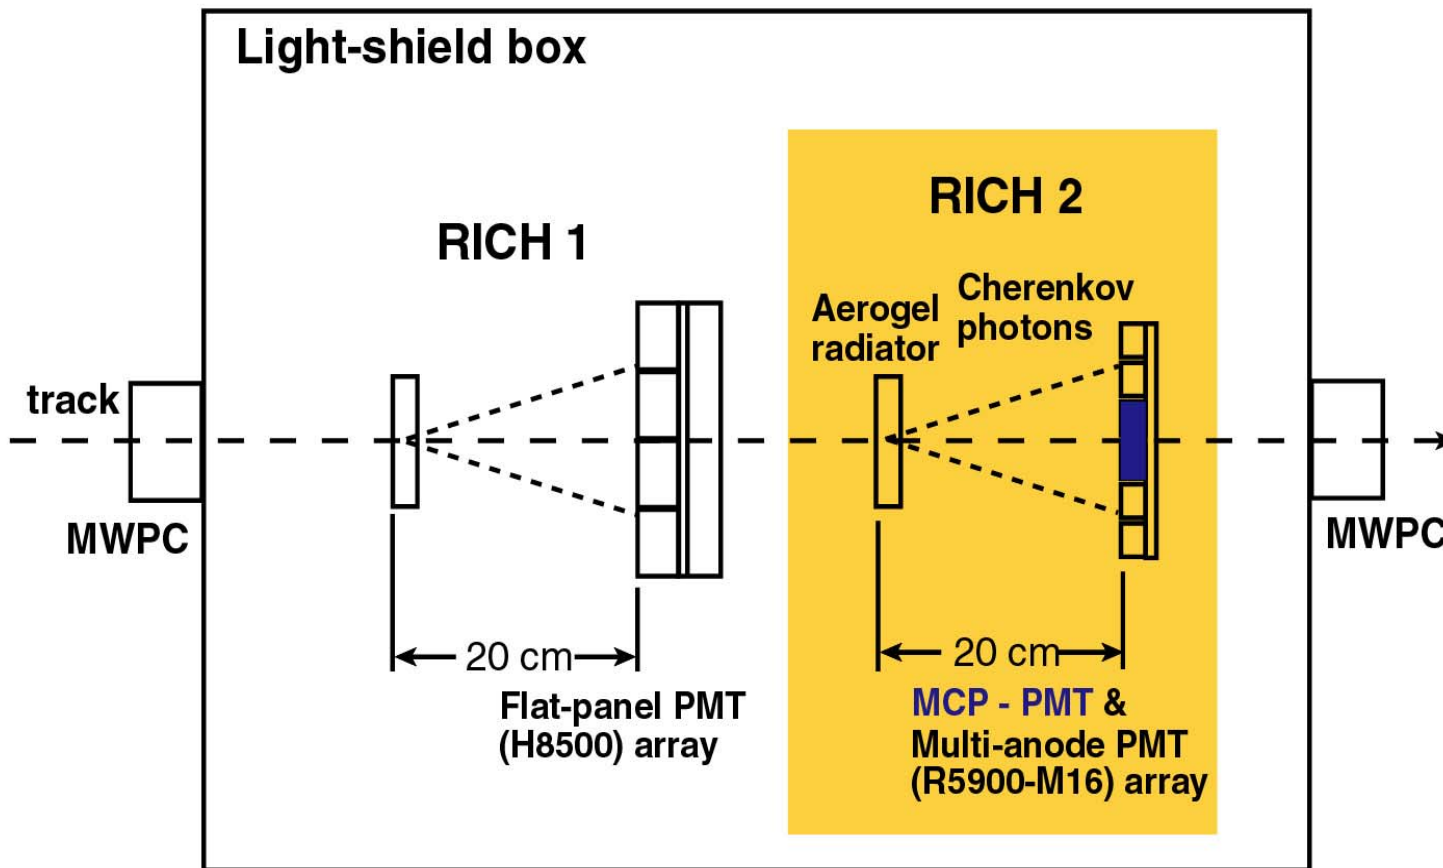 Light-shield box
RICH 1
RICH 2
Aerogel
radiator
Cherenkov
photons
track
MWPC
MWPC
20 cm
20 cm
Flat-panel PMT
(H8500) array
MCP - PMT &
Multi-anode PMT
(R5900-M16) array